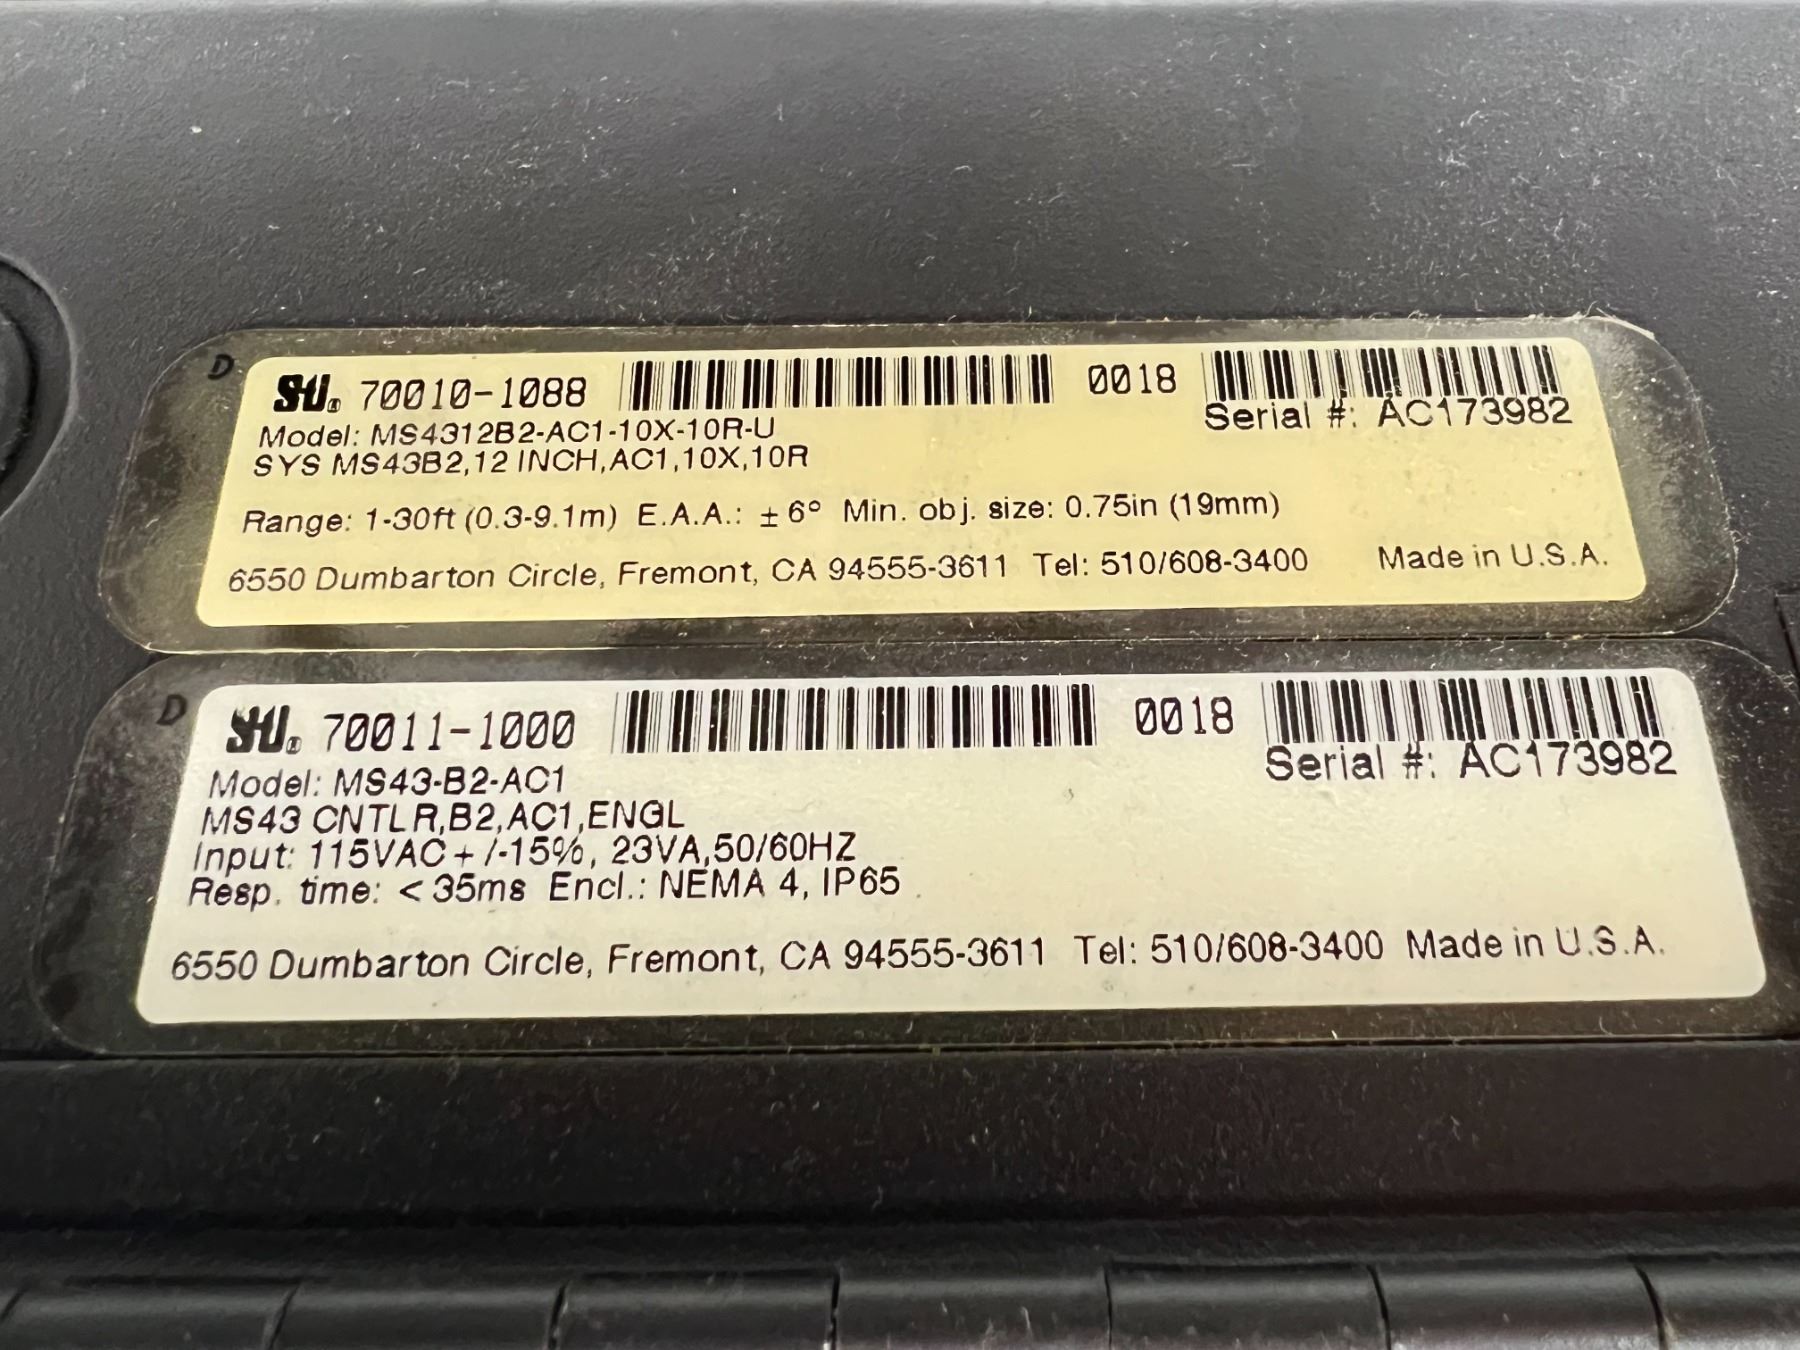 D
STI® 70010-1088 0018
Serial #: AC173982
Model: MS4312B2-AC1-10X-10R-U
SYS MS43B2,12 INCH,AC1,10X,10R
Range: 1-30ft (0.3-9.1m) E.A.A.: ± 6° Min. obj. size: 0.75in (19mm)
6550 Dumbarton Circle, Fremont, CA 94555-3611 Tel: 510/608-3400 Made in U.S.A.
D
STI® 70011-1000 0018
Serial #: AC173982
Model: MS43-B2-AC1
MS43 CNTLR,B2,AC1,ENGL
Input: 115VAC + /-15%, 23VA,50/60HZ
Resp. time: < 35ms Encl.: NEMA 4, IP65
6550 Dumbarton Circle, Fremont, CA 94555-3611 Tel: 510/608-3400 Made in U.S.A.